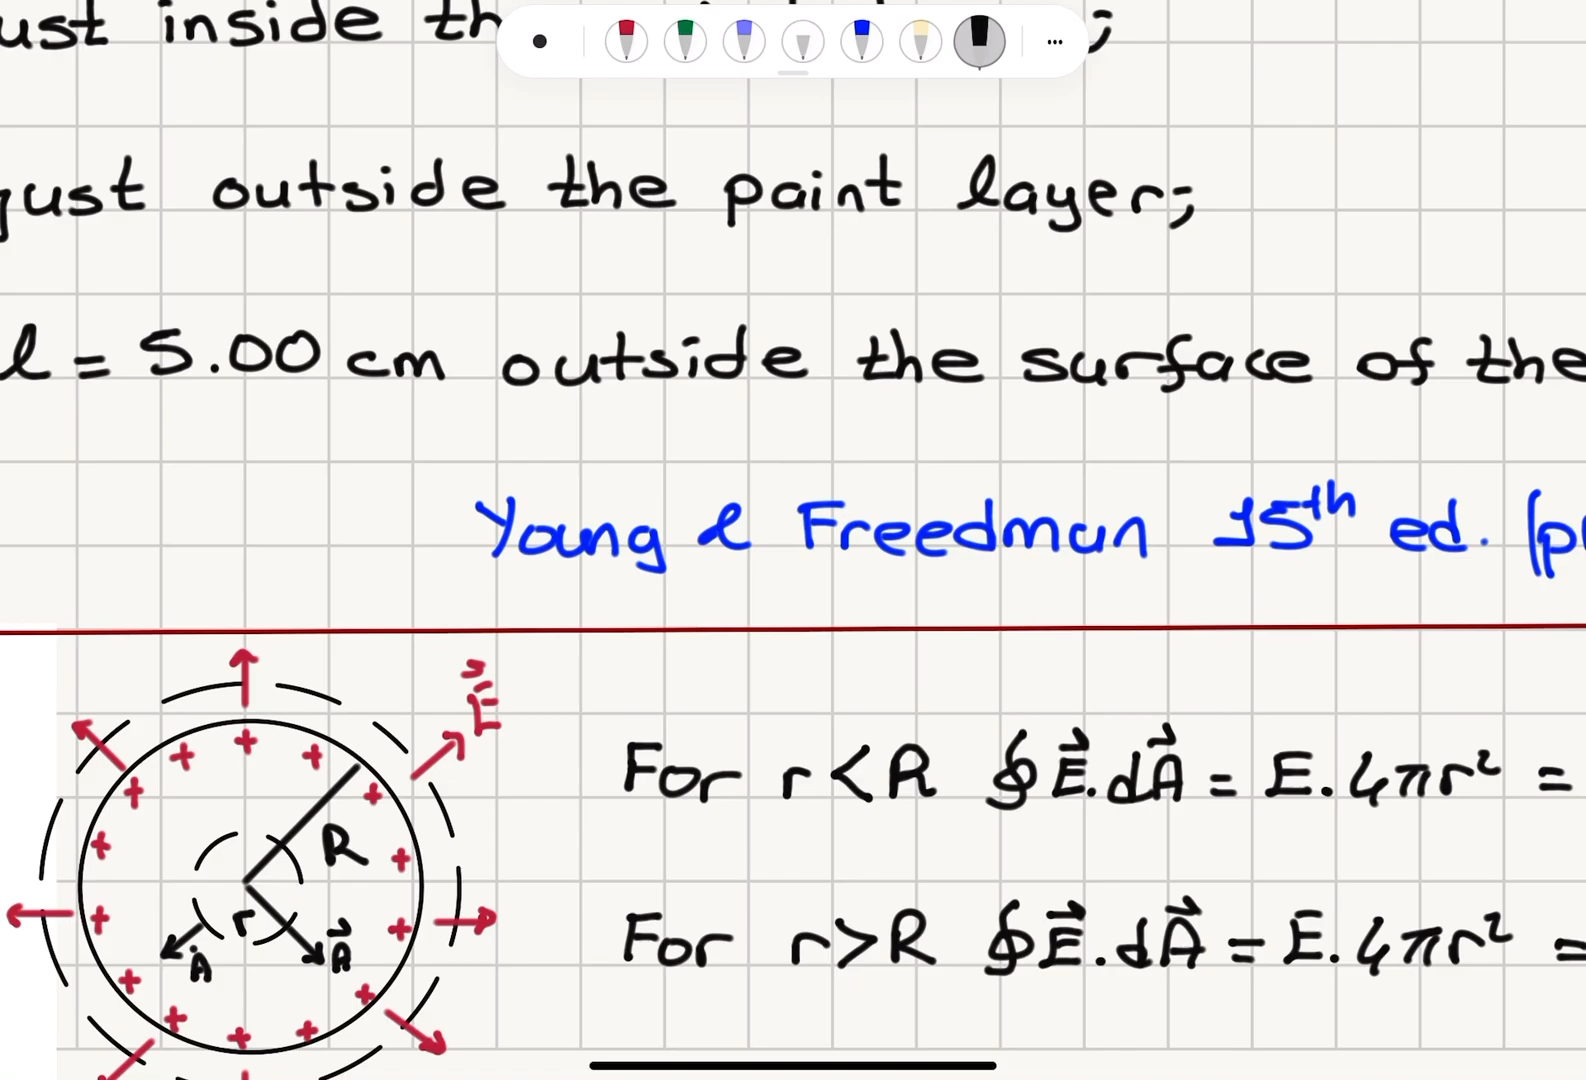 ust inside th ;
just outside the paint layer;
l = 5.00 cm outside the surface of the
Young & Freedman 15th ed. (p
E
For r < R ∮E⃗.dA⃗ = E.4πr² =
R
r
A⃗
A
For r > R ∮E⃗.dA⃗ = E.4πr² =